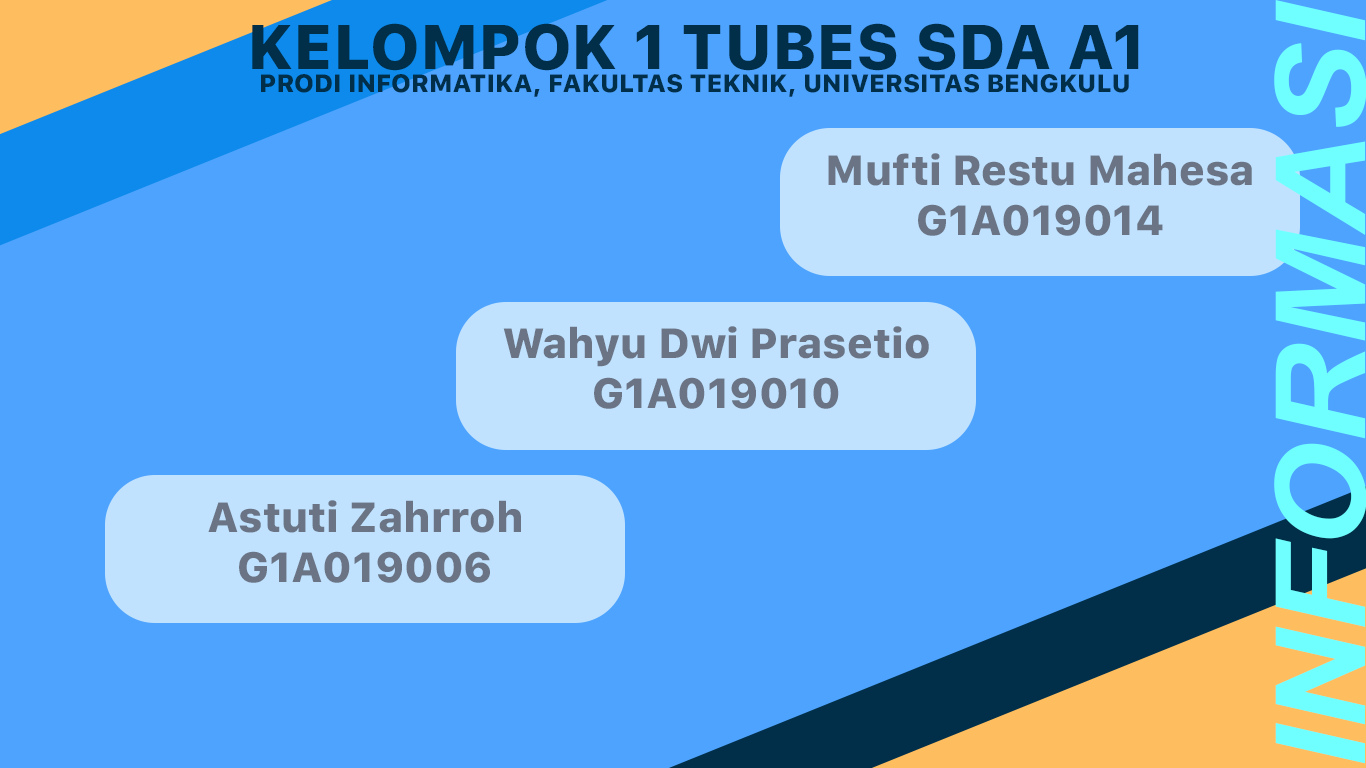 KELOMPOK 1 TUBES SDA A1
PRODI INFORMATIKA, FAKULTAS TEKNIK, UNIVERSITAS BENGKULU
Mufti Restu Mahesa
G1A019014
Wahyu Dwi Prasetio
G1A019010
Astuti Zahrroh
G1A019006
INFORMASI